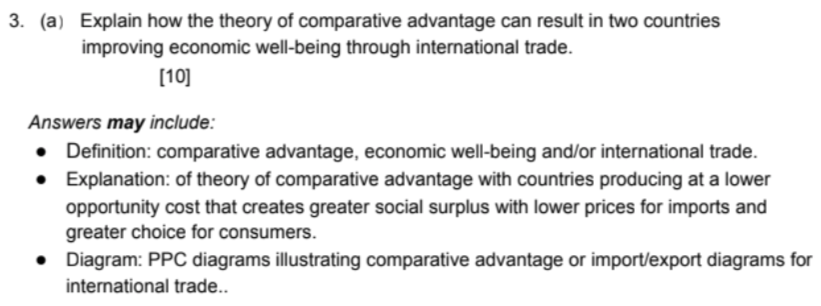 3. (a) Explain how the theory of comparative advantage can result in two countries
improving economic well-being through international trade.
[10]
Answers may include:
● Definition: comparative advantage, economic well-being and/or international trade.
● Explanation: of theory of comparative advantage with countries producing at a lower
opportunity cost that creates greater social surplus with lower prices for imports and
greater choice for consumers.
● Diagram: PPC diagrams illustrating comparative advantage or import/export diagrams for
international trade..